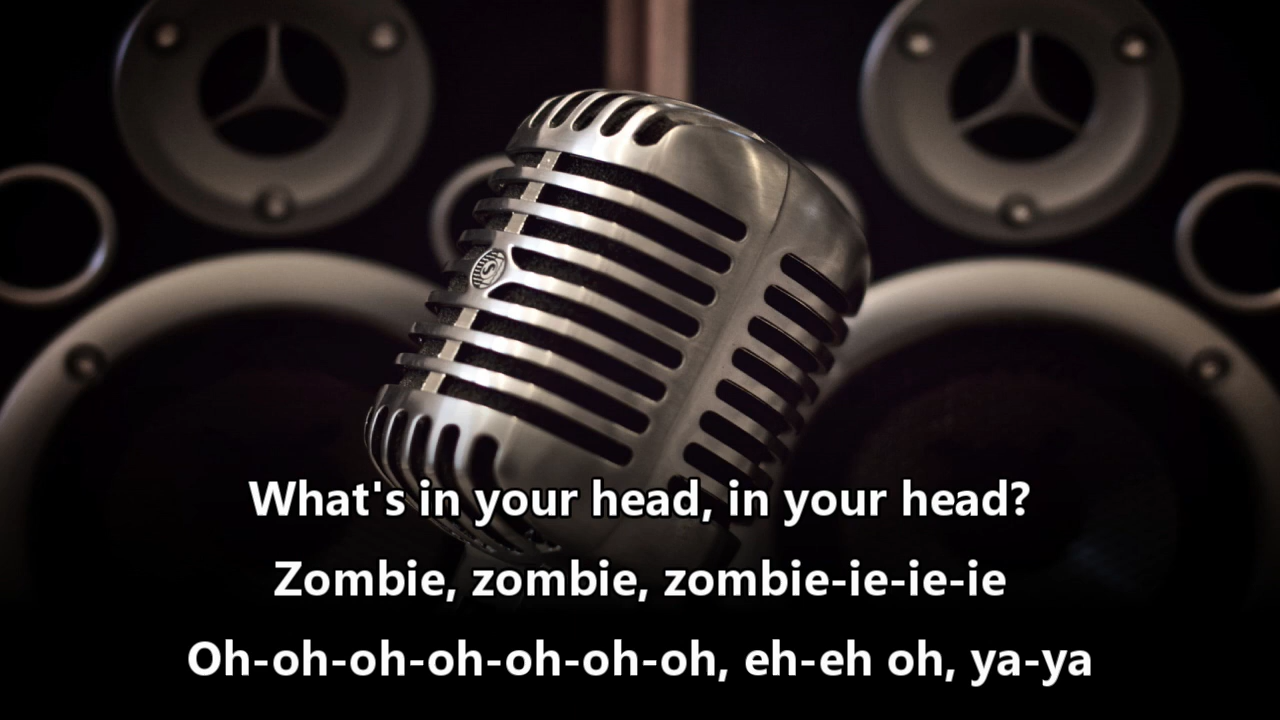 What's in your head, in your head?
Zombie, zombie, zombie-ie-ie-ie
Oh-oh-oh-oh-oh-oh-oh, eh-eh oh, ya-ya